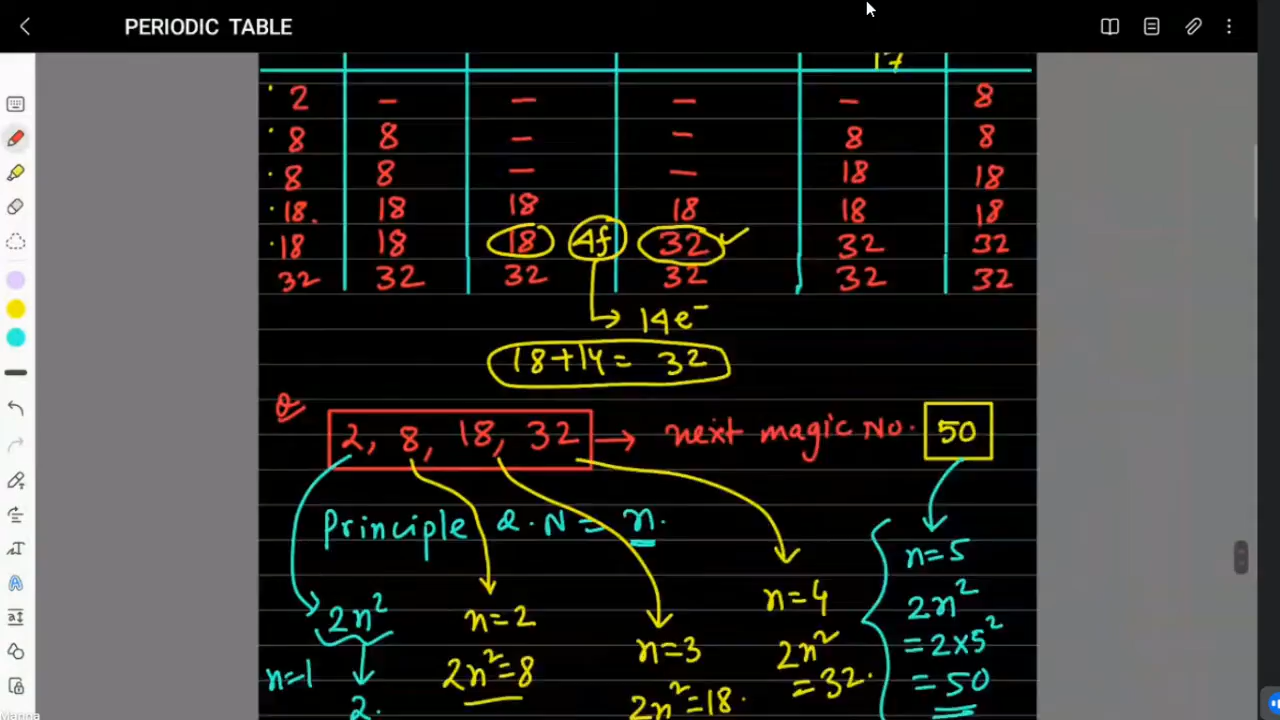 PERIODIC TABLE
17
2 - - - - 8
8 8 - - 8 8
8 8 - - 18 18
18. 18 18 18 18 18
18 18 18 4f 32 32 32
32 32 32 32 32 32
14e⁻
18+14= 32
Q 2, 8, 18, 32 → next magic No. 50
Principle Q.N = n.
n=5
n=4
2n² n=2 2n²
n=3 2n² =2×5²
n=1 2n²=8 =32. =50
2. 2n²=18.